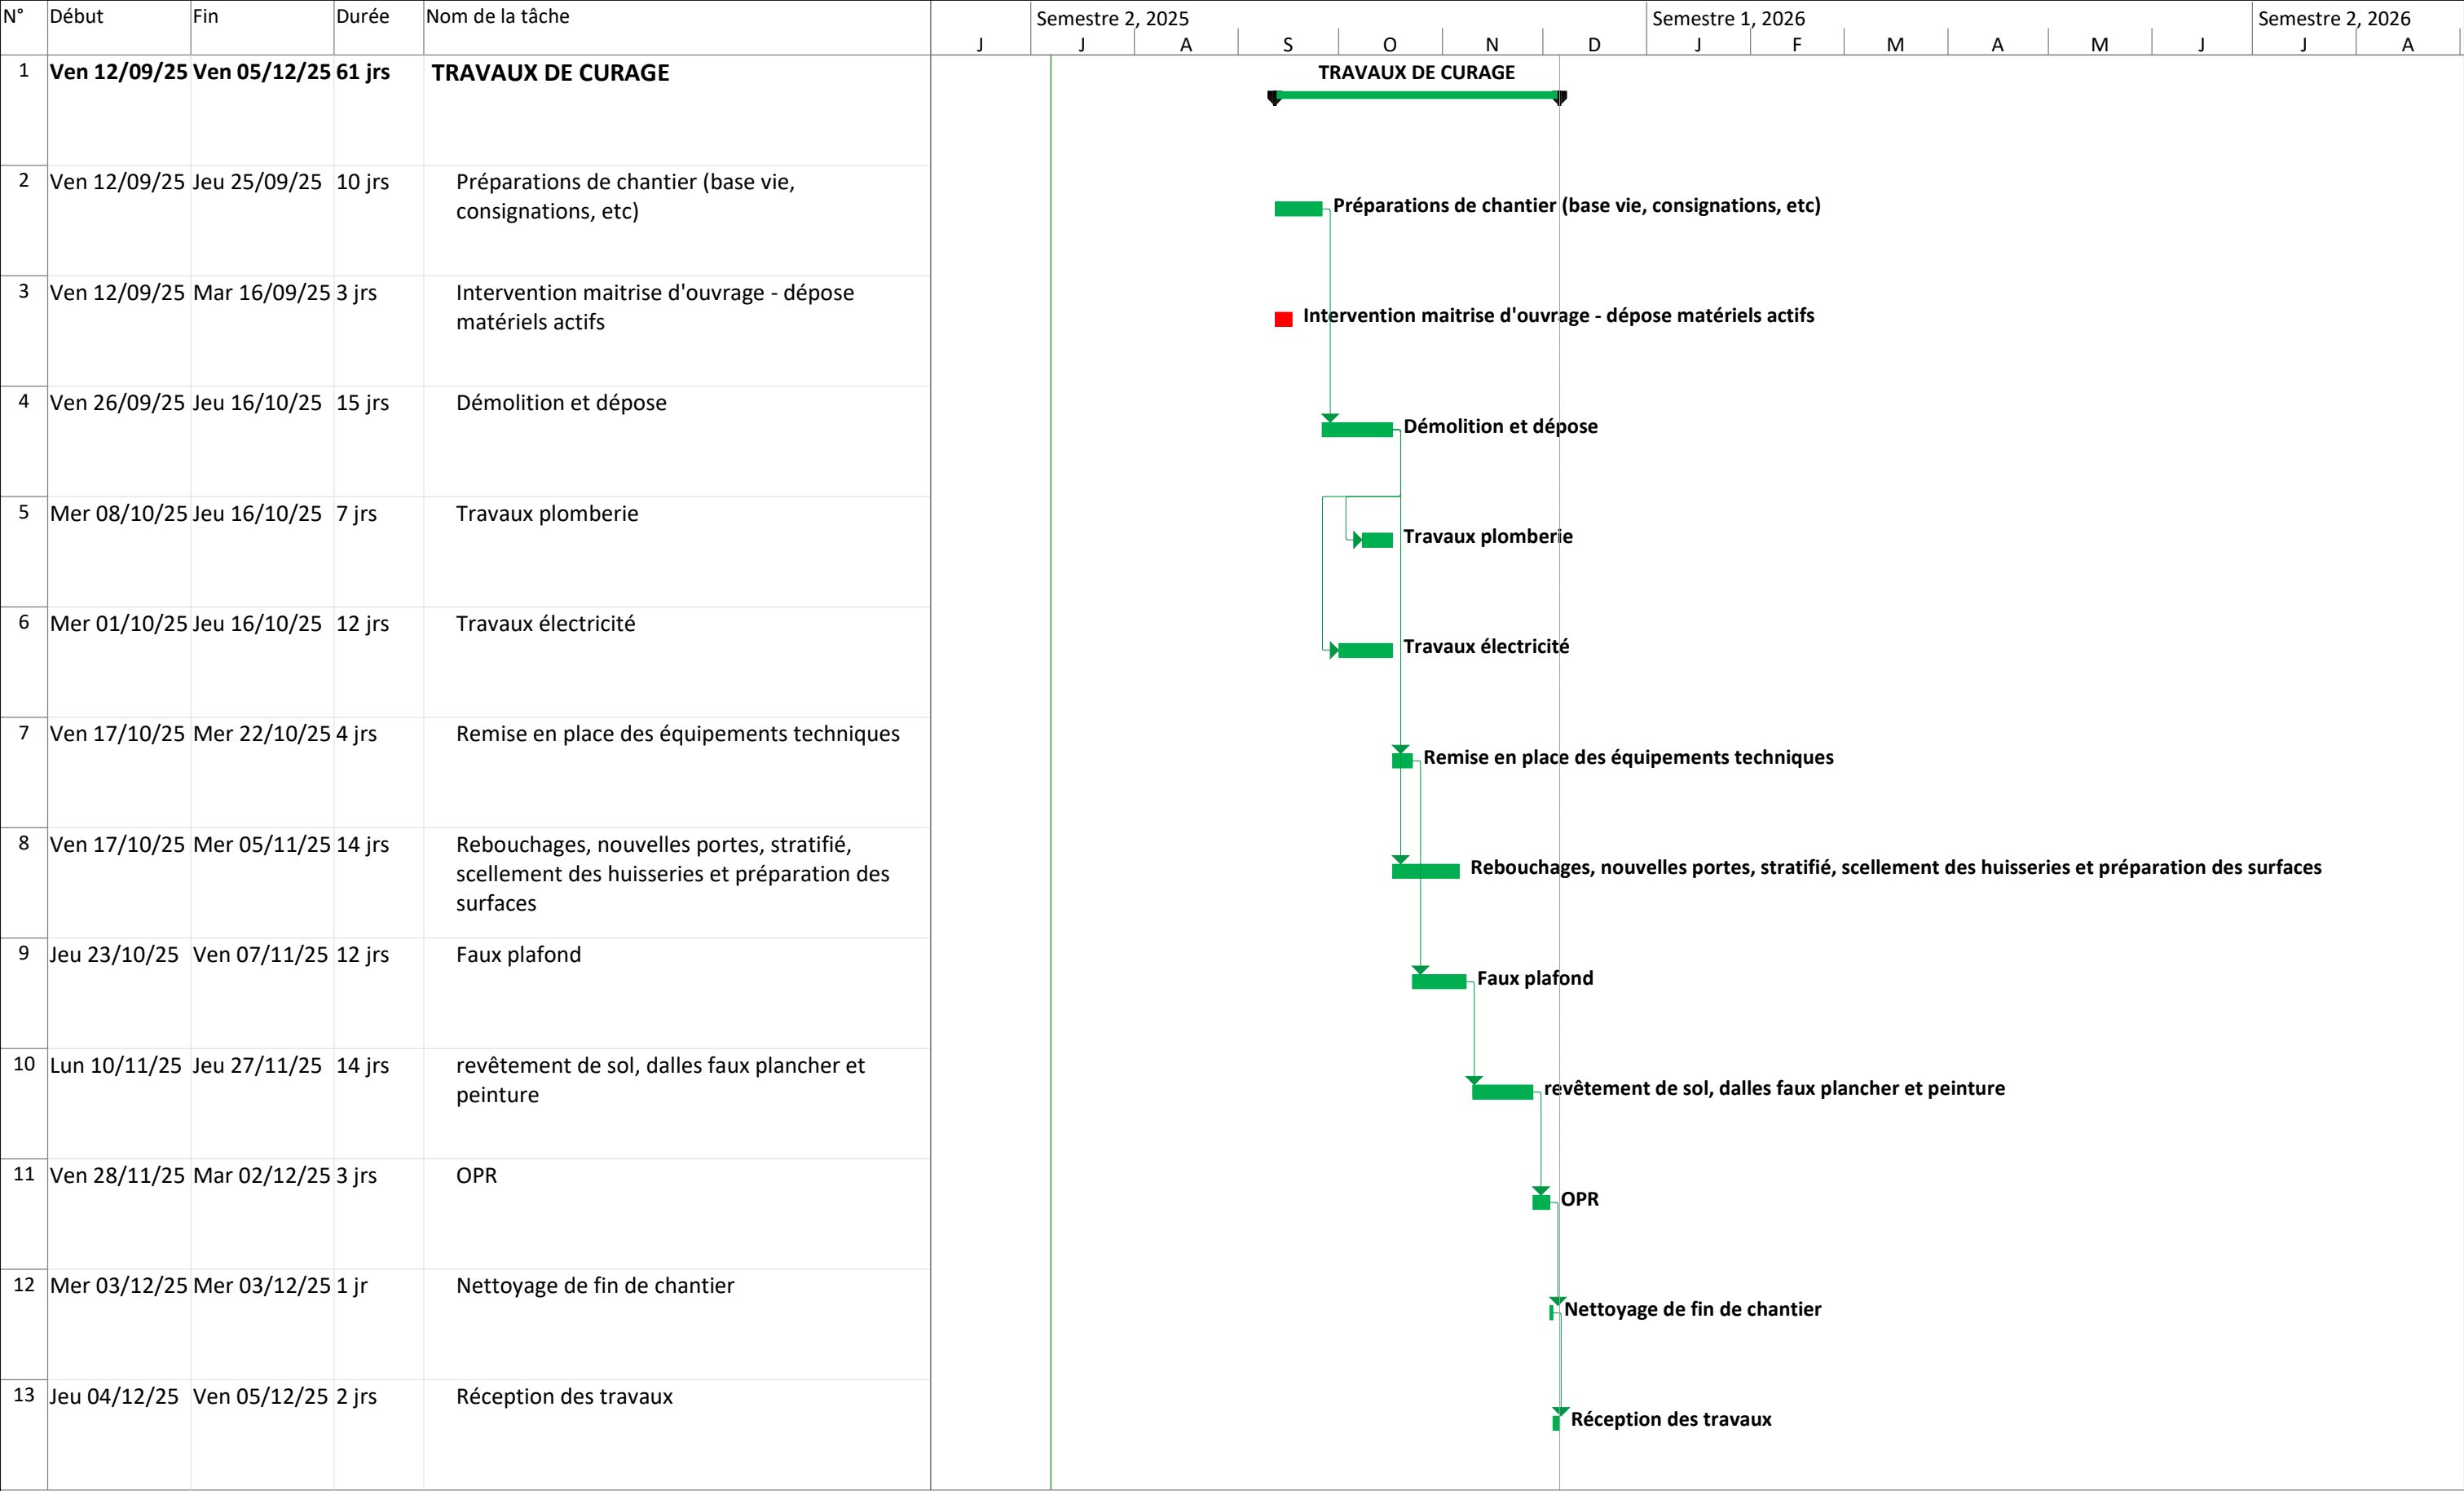 N° Début Fin Durée Nom de la tâche
Semestre 2, 2025 Semestre 1, 2026 Semestre 2, 2026
J J A S O N D J F M A M J J A
1 Ven 12/09/25 Ven 05/12/25 61 jrs TRAVAUX DE CURAGE
TRAVAUX DE CURAGE
2 Ven 12/09/25 Jeu 25/09/25 10 jrs Préparations de chantier (base vie,
consignations, etc)
Préparations de chantier (base vie, consignations, etc)
3 Ven 12/09/25 Mar 16/09/25 3 jrs Intervention maitrise d'ouvrage - dépose
matériels actifs
Intervention maitrise d'ouvrage - dépose matériels actifs
4 Ven 26/09/25 Jeu 16/10/25 15 jrs Démolition et dépose
Démolition et dépose
5 Mer 08/10/25 Jeu 16/10/25 7 jrs Travaux plomberie
Travaux plomberie
6 Mer 01/10/25 Jeu 16/10/25 12 jrs Travaux électricité
Travaux électricité
7 Ven 17/10/25 Mer 22/10/25 4 jrs Remise en place des équipements techniques
Remise en place des équipements techniques
8 Ven 17/10/25 Mer 05/11/25 14 jrs Rebouchages, nouvelles portes, stratifié,
scellement des huisseries et préparation des
surfaces
Rebouchages, nouvelles portes, stratifié, scellement des huisseries et préparation des surfaces
9 Jeu 23/10/25 Ven 07/11/25 12 jrs Faux plafond
Faux plafond
10 Lun 10/11/25 Jeu 27/11/25 14 jrs revêtement de sol, dalles faux plancher et
peinture
revêtement de sol, dalles faux plancher et peinture
11 Ven 28/11/25 Mar 02/12/25 3 jrs OPR
OPR
12 Mer 03/12/25 Mer 03/12/25 1 jr Nettoyage de fin de chantier
Nettoyage de fin de chantier
13 Jeu 04/12/25 Ven 05/12/25 2 jrs Réception des travaux
Réception des travaux